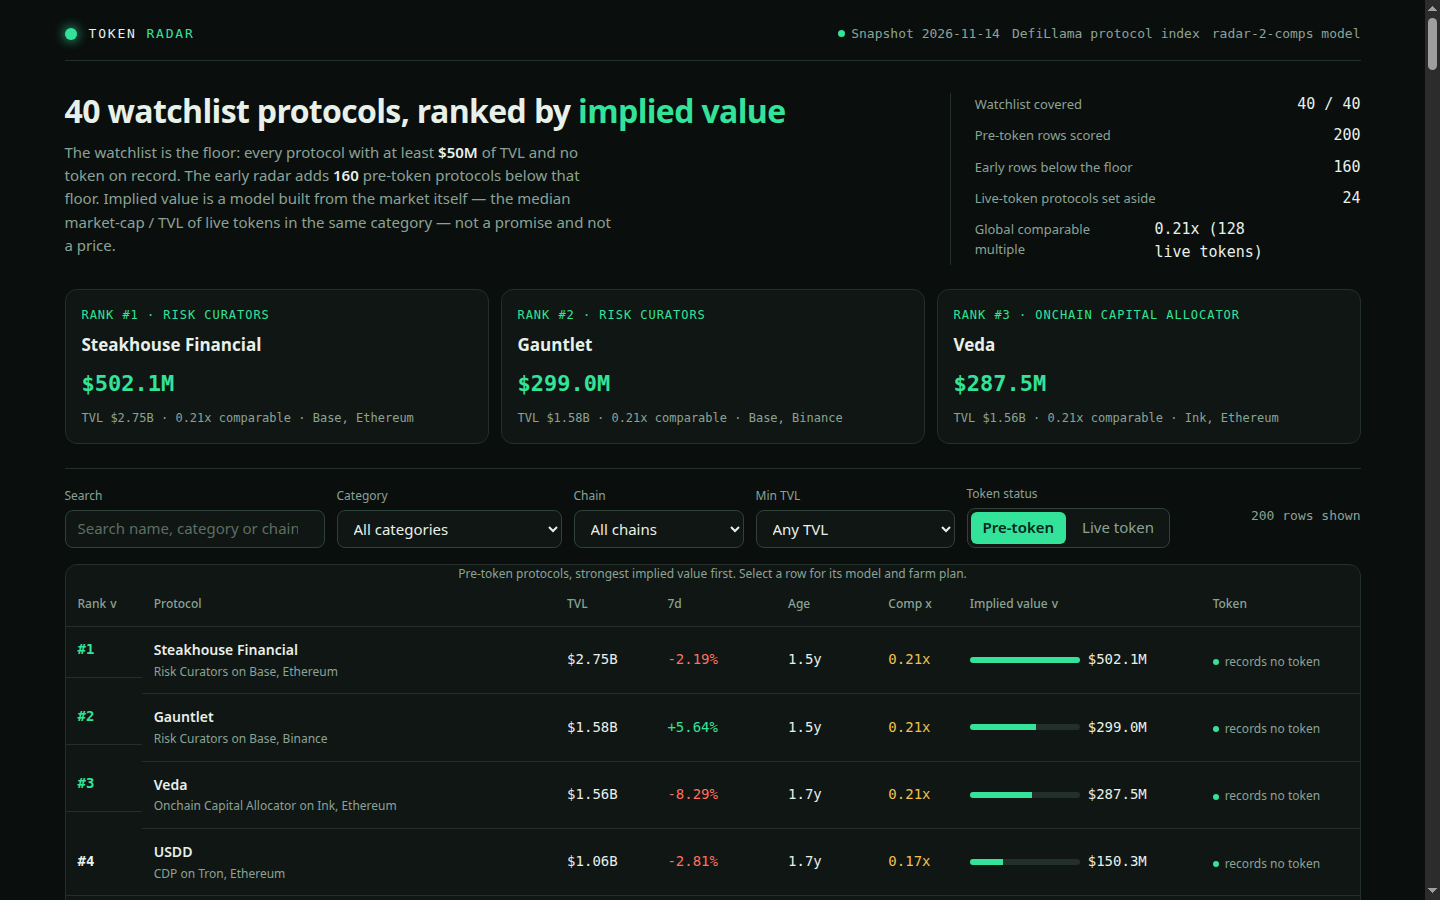 TOKEN RADAR
Snapshot 2026-11-14 DefiLlama protocol index radar-2-comps model
40 watchlist protocols, ranked by implied value
The watchlist is the floor: every protocol with at least $50M of TVL and no
token on record. The early radar adds 160 pre-token protocols below that
floor. Implied value is a model built from the market itself — the median
market-cap / TVL of live tokens in the same category — not a promise and not
a price.
Watchlist covered 40 / 40
Pre-token rows scored 200
Early rows below the floor 160
Live-token protocols set aside 24
Global comparable multiple 0.21x (128 live tokens)
RANK #1 · RISK CURATORS
Steakhouse Financial
$502.1M
TVL $2.75B · 0.21x comparable · Base, Ethereum
RANK #2 · RISK CURATORS
Gauntlet
$299.0M
TVL $1.58B · 0.21x comparable · Base, Binance
RANK #3 · ONCHAIN CAPITAL ALLOCATOR
Veda
$287.5M
TVL $1.56B · 0.21x comparable · Ink, Ethereum
Search
Search name, category or chain
Category
All categories
Chain
All chains
Min TVL
Any TVL
Token status
Pre-token Live token
200 rows shown
Pre-token protocols, strongest implied value first. Select a row for its model and farm plan.
Rank v Protocol TVL 7d Age Comp x Implied value v Token
#1 Steakhouse Financial $2.75B -2.19% 1.5y 0.21x $502.1M records no token
Risk Curators on Base, Ethereum
#2 Gauntlet $1.58B +5.64% 1.5y 0.21x $299.0M records no token
Risk Curators on Base, Binance
#3 Veda $1.56B -8.29% 1.7y 0.21x $287.5M records no token
Onchain Capital Allocator on Ink, Ethereum
#4 USDD $1.06B -2.81% 1.7y 0.17x $150.3M records no token
CDP on Tron, Ethereum